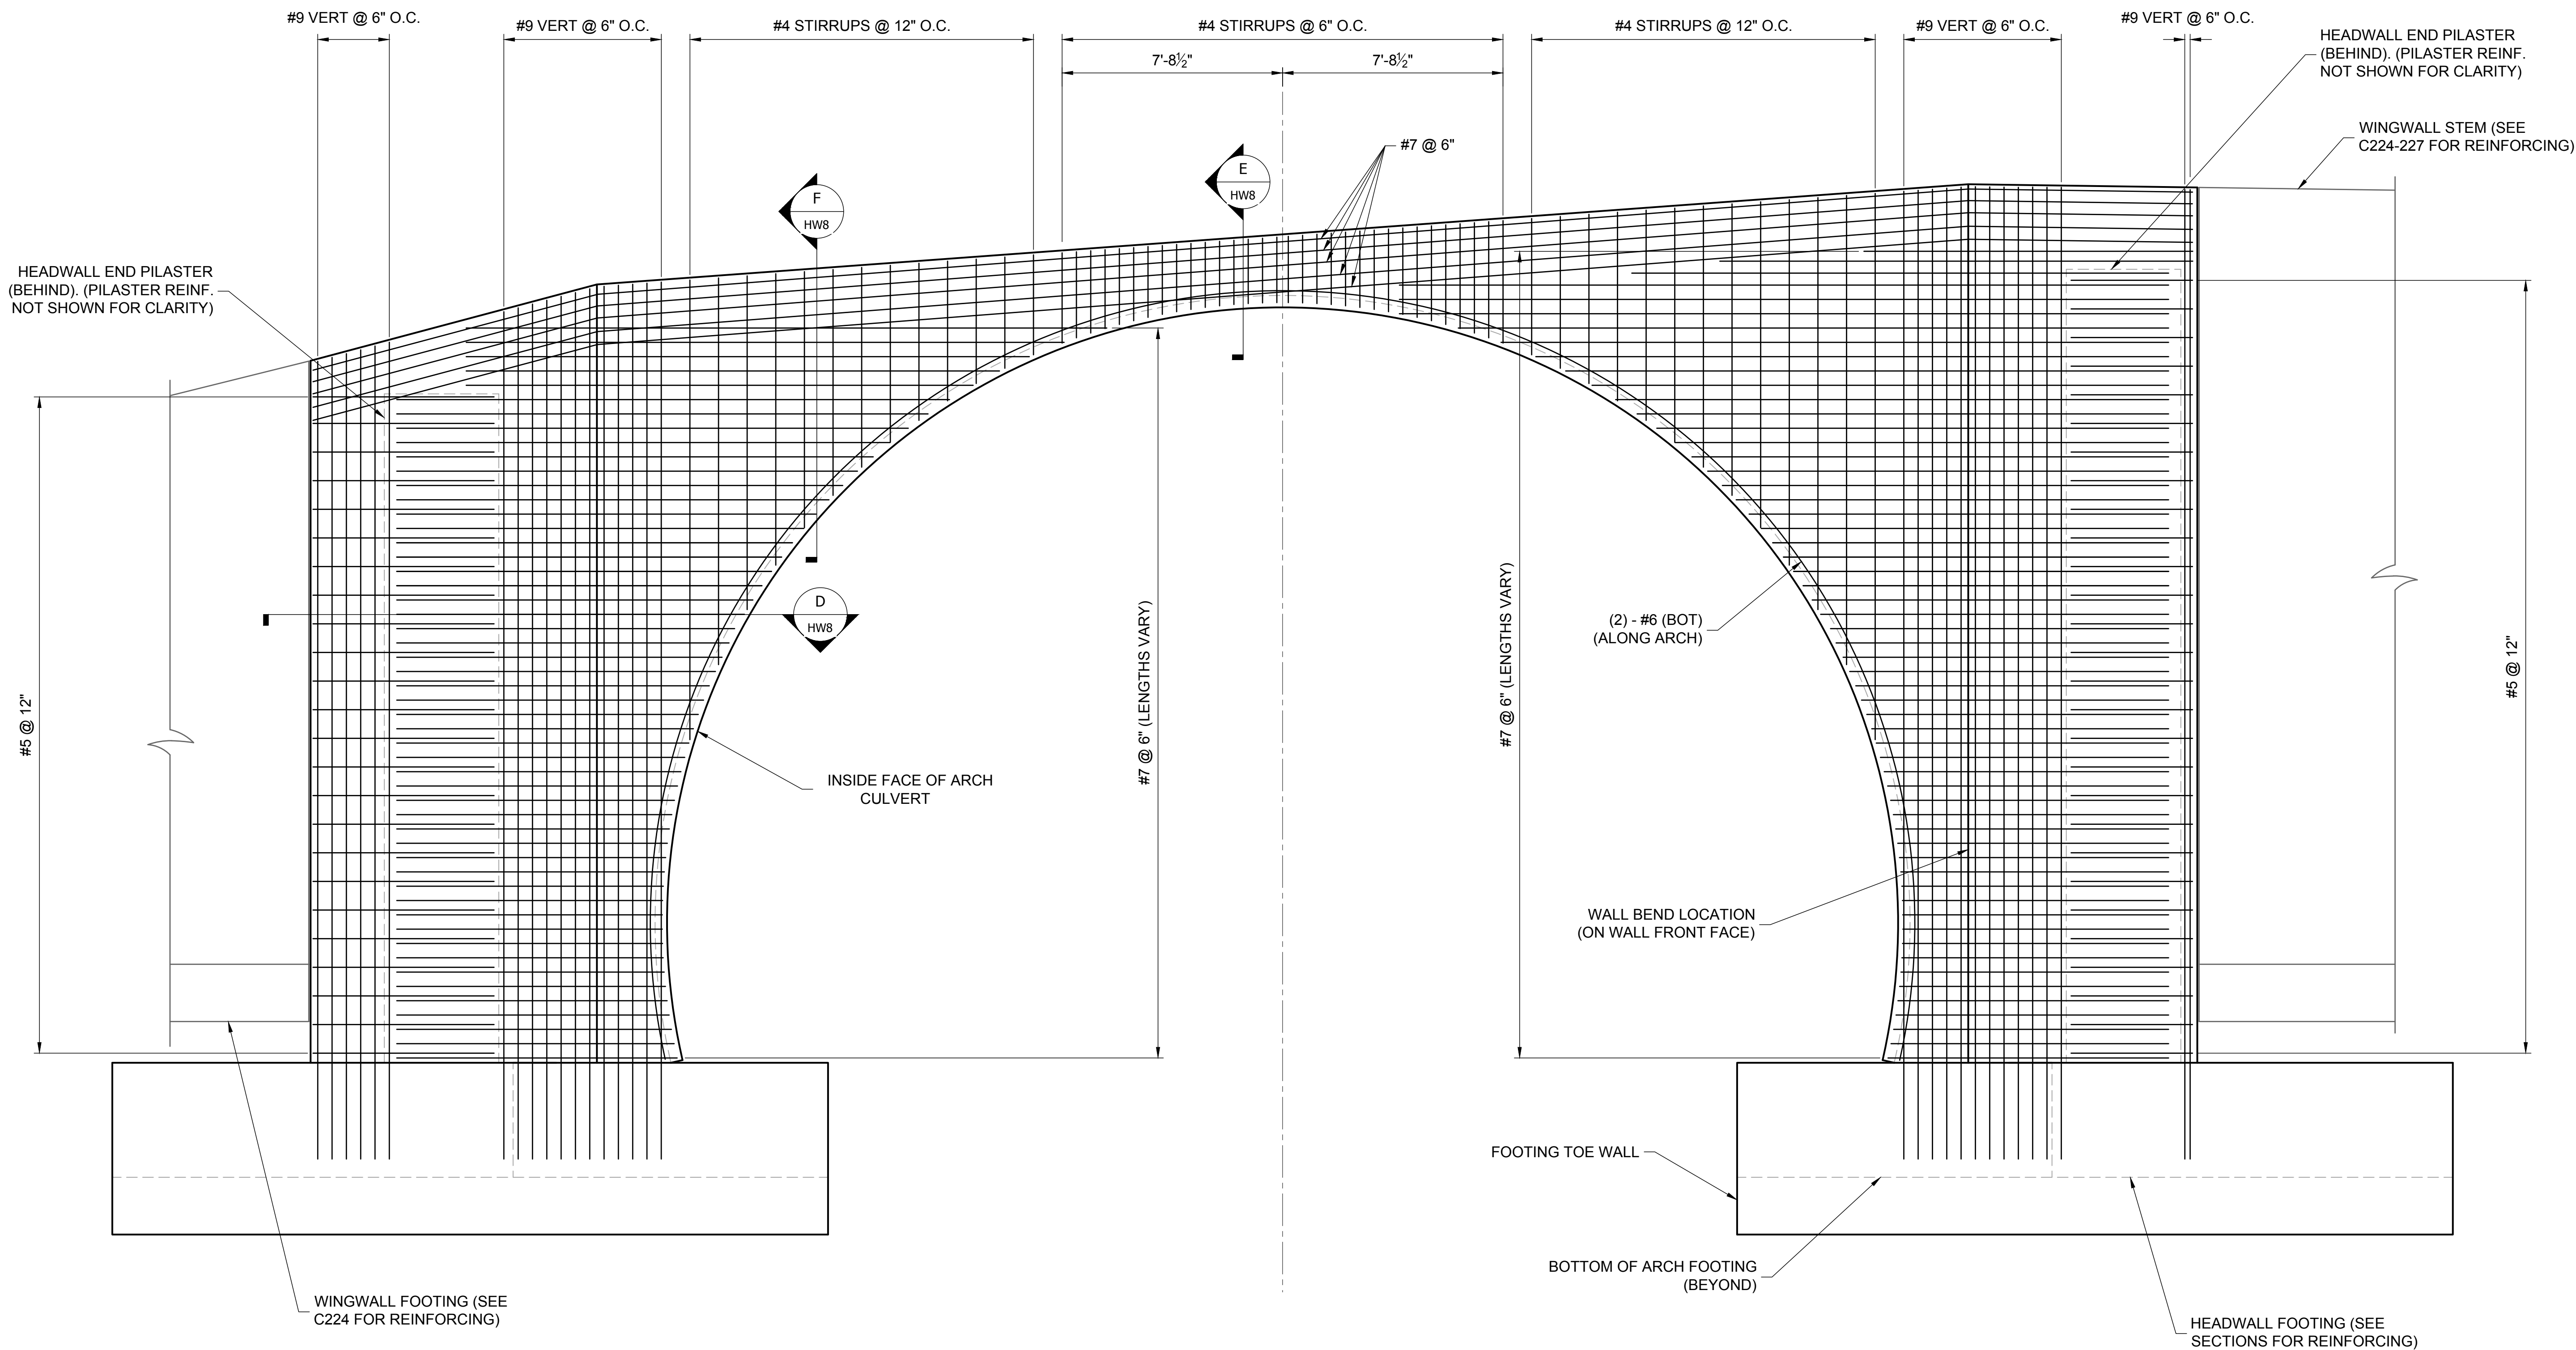 #9 VERT @ 6" O.C.
#9 VERT @ 6" O.C.
#4 STIRRUPS @ 12" O.C.
#4 STIRRUPS @ 6" O.C.
#4 STIRRUPS @ 12" O.C.
#9 VERT @ 6" O.C.
#9 VERT @ 6" O.C.
7'-8½"
7'-8½"
HEADWALL END PILASTER
(BEHIND). (PILASTER REINF.
NOT SHOWN FOR CLARITY)
WINGWALL STEM (SEE
C224-227 FOR REINFORCING)
#7 @ 6"
E
HW8
F
HW8
HEADWALL END PILASTER
(BEHIND). (PILASTER REINF.
NOT SHOWN FOR CLARITY)
D
HW8
#5 @ 12"
#7 @ 6" (LENGTHS VARY)
#7 @ 6" (LENGTHS VARY)
(2) - #6 (BOT)
(ALONG ARCH)
#5 @ 12"
INSIDE FACE OF ARCH
CULVERT
WALL BEND LOCATION
(ON WALL FRONT FACE)
FOOTING TOE WALL
BOTTOM OF ARCH FOOTING
(BEYOND)
WINGWALL FOOTING (SEE
C224 FOR REINFORCING)
HEADWALL FOOTING (SEE
SECTIONS FOR REINFORCING)